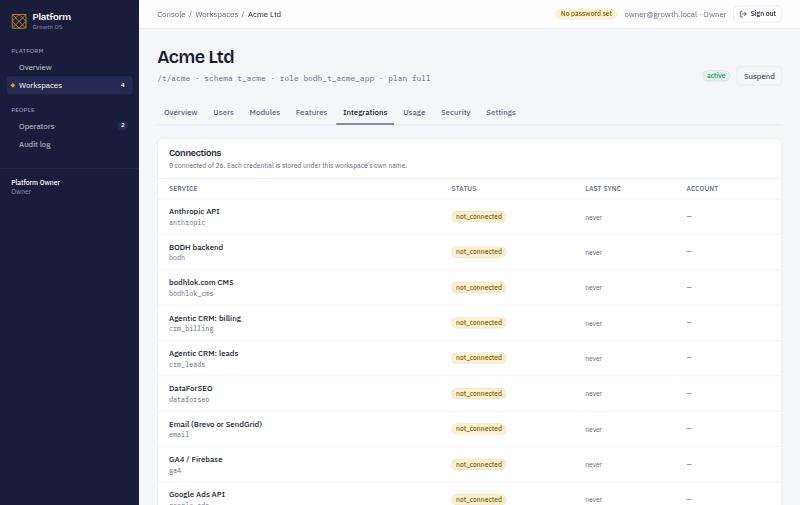 Platform
Growth OS
PLATFORM
Overview
Workspaces 4
PEOPLE
Operators 2
Audit log
Platform Owner
Owner
Console / Workspaces / Acme Ltd
No password set
owner@growth.local · Owner
Sign out
Acme Ltd
/t/acme · schema t_acme · role bodh_t_acme_app · plan full
active
Suspend
Overview Users Modules Features Integrations Usage Security Settings
Connections
0 connected of 26. Each credential is stored under this workspace's own name.
SERVICE STATUS LAST SYNC ACCOUNT
Anthropic API
anthropic
not_connected never —
BODH backend
bodh
not_connected never —
bodhlok.com CMS
bodhlok_cms
not_connected never —
Agentic CRM: billing
crm_billing
not_connected never —
Agentic CRM: leads
crm_leads
not_connected never —
DataForSEO
dataforseo
not_connected never —
Email (Brevo or SendGrid)
email
not_connected never —
GA4 / Firebase
ga4
not_connected never —
Google Ads API
not_connected never —